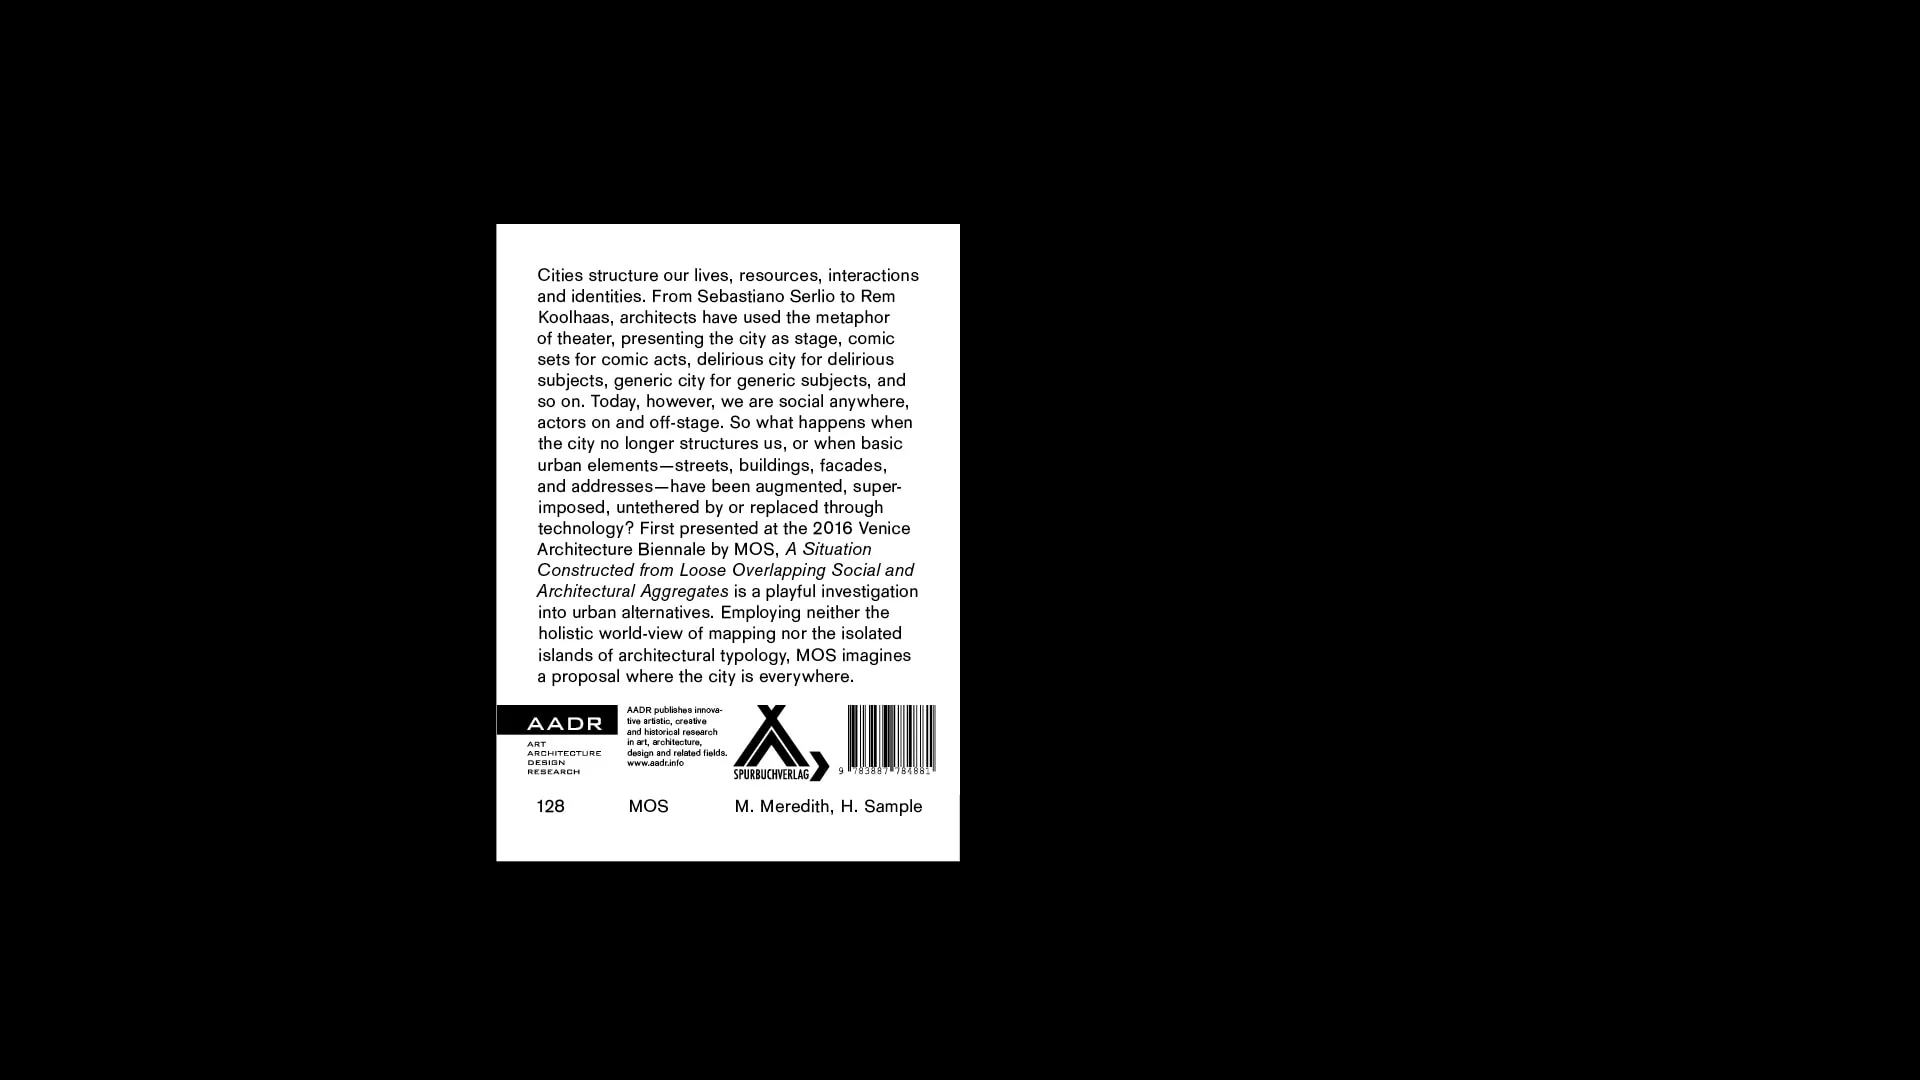 Cities structure our lives, resources, interactions
and identities. From Sebastiano Serlio to Rem
Koolhaas, architects have used the metaphor
of theater, presenting the city as stage, comic
sets for comic acts, delirious city for delirious
subjects, generic city for generic subjects, and
so on. Today, however, we are social anywhere,
actors on and off-stage. So what happens when
the city no longer structures us, or when basic
urban elements—streets, buildings, facades,
and addresses—have been augmented, super-
imposed, untethered by or replaced through
technology? First presented at the 2016 Venice
Architecture Biennale by MOS, A Situation
Constructed from Loose Overlapping Social and
Architectural Aggregates is a playful investigation
into urban alternatives. Employing neither the
holistic world-view of mapping nor the isolated
islands of architectural typology, MOS imagines
a proposal where the city is everywhere.
AADR
ART
ARCHITECTURE
DESIGN
RESEARCH
AADR publishes innova-
tive artistic, creative
and historical research
in art, architecture,
design and related fields.
www.aadr.info
SPURBUCHVERLAG
9 783887 784881
128 MOS M. Meredith, H. Sample